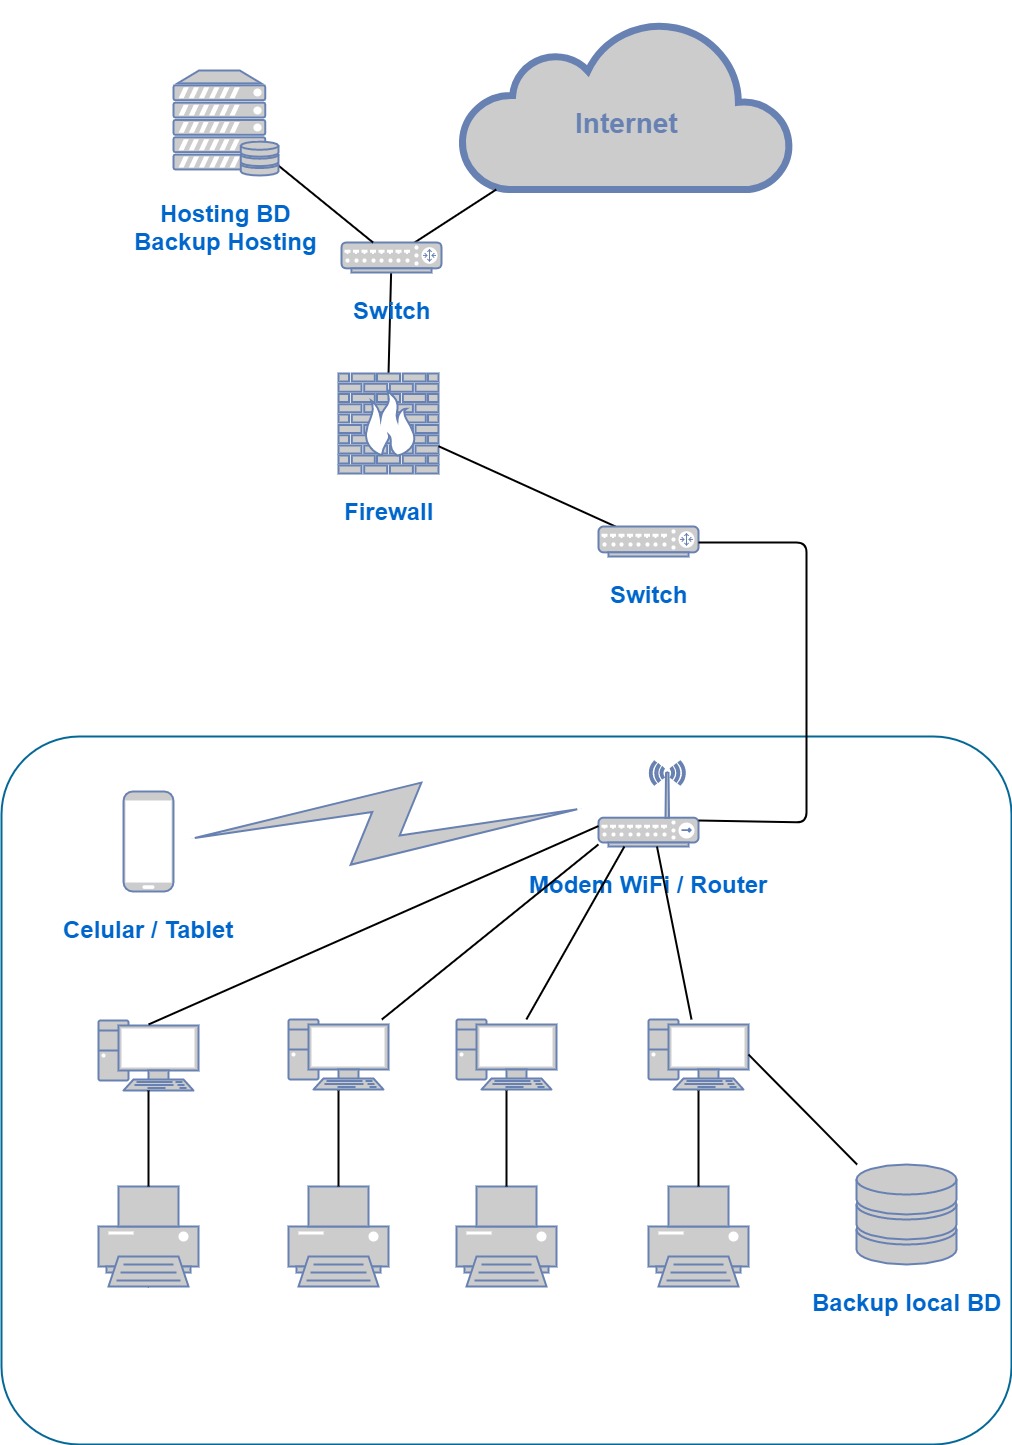 Internet
Hosting BD
Backup Hosting
Switch
Firewall
Switch
Modem WiFi / Router
Celular / Tablet
Backup local BD